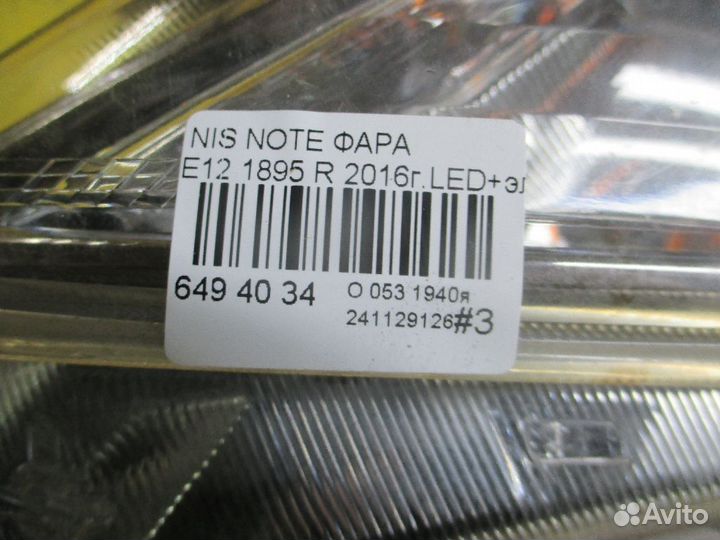 NIS NOTE ФАРА
E12 1895 R 2016г.LED+эл
649 40 34
О 053 1940я
241129126#3
Avito